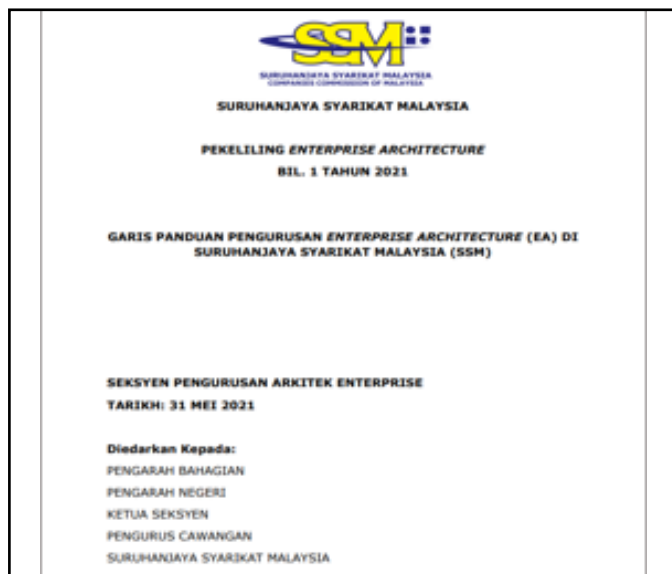 SSM
SURUHANJAYA SYARIKAT MALAYSIA
COMPANIES COMMISSION OF MALAYSIA
SURUHANJAYA SYARIKAT MALAYSIA
PEKELILING ENTERPRISE ARCHITECTURE
BIL. 1 TAHUN 2021
GARIS PANDUAN PENGURUSAN ENTERPRISE ARCHITECTURE (EA) DI
SURUHANJAYA SYARIKAT MALAYSIA (SSM)
SEKSYEN PENGURUSAN ARKITEK ENTERPRISE
TARIKH: 31 MEI 2021
Diedarkan Kepada:
PENGARAH BAHAGIAN
PENGARAH NEGERI
KETUA SEKSYEN
PENGURUS CAWANGAN
SURUHANJAYA SYARIKAT MALAYSIA